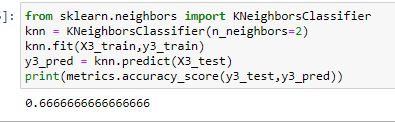 ]: from sklearn.neighbors import KNeighborsClassifier
knn = KNeighborsClassifier(n_neighbors=2)
knn.fit(X3_train,y3_train)
y3_pred = knn.predict(X3_test)
print(metrics.accuracy_score(y3_test,y3_pred))
0.6666666666666666